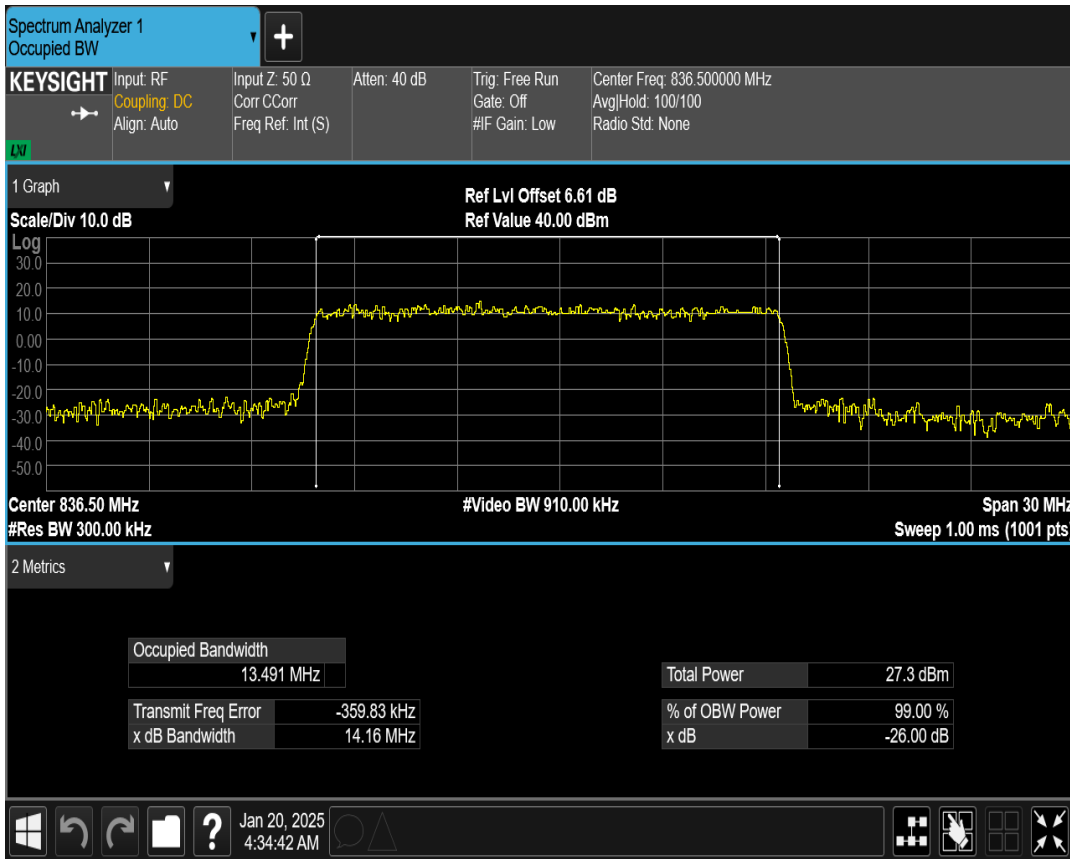 Spectrum Analyzer 1
Occupied BW
+
KEYSIGHT
LXI
Input: RF
Coupling: DC
Align: Auto
Input Z: 50 Ω
Corr CCorr
Freq Ref: Int (S)
Atten: 40 dB
Trig: Free Run
Gate: Off
#IF Gain: Low
Center Freq: 836.500000 MHz
Avg|Hold: 100/100
Radio Std: None
1 Graph
Scale/Div 10.0 dB
Ref Lvl Offset 6.61 dB
Ref Value 40.00 dBm
Log
30.0
20.0
10.0
0.00
-10.0
-20.0
-30.0
-40.0
-50.0
Center 836.50 MHz
#Video BW 910.00 kHz
Span 30 MHz
#Res BW 300.00 kHz
Sweep 1.00 ms (1001 pts)
2 Metrics
Occupied Bandwidth
13.491 MHz
Total Power 27.3 dBm
Transmit Freq Error -359.83 kHz
% of OBW Power 99.00 %
x dB Bandwidth 14.16 MHz
x dB -26.00 dB
?
Jan 20, 2025
4:34:42 AM